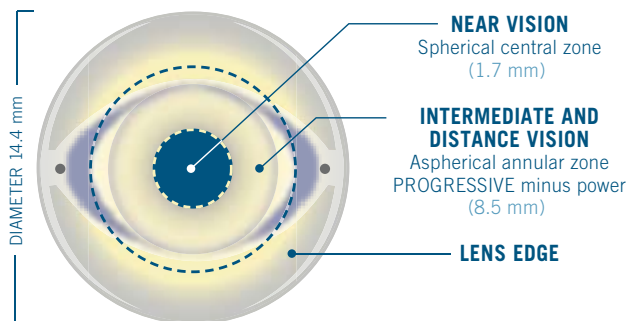 NEAR VISION
Spherical central zone
(1.7 mm)
INTERMEDIATE AND
DISTANCE VISION
Aspherical annular zone
PROGRESSIVE minus power
(8.5 mm)
LENS EDGE
DIAMETER 14.4 mm